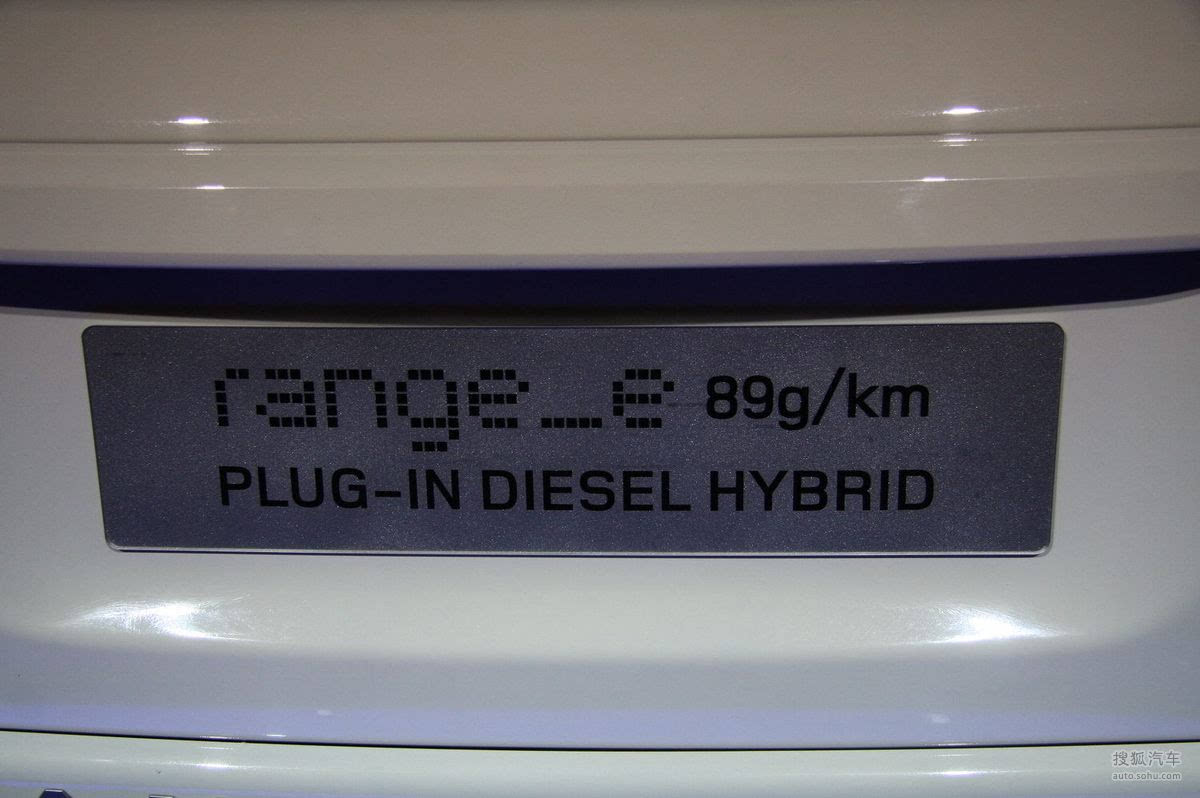 range_e 89g/km
PLUG-IN DIESEL HYBRID
搜狐汽车
auto.sohu.com